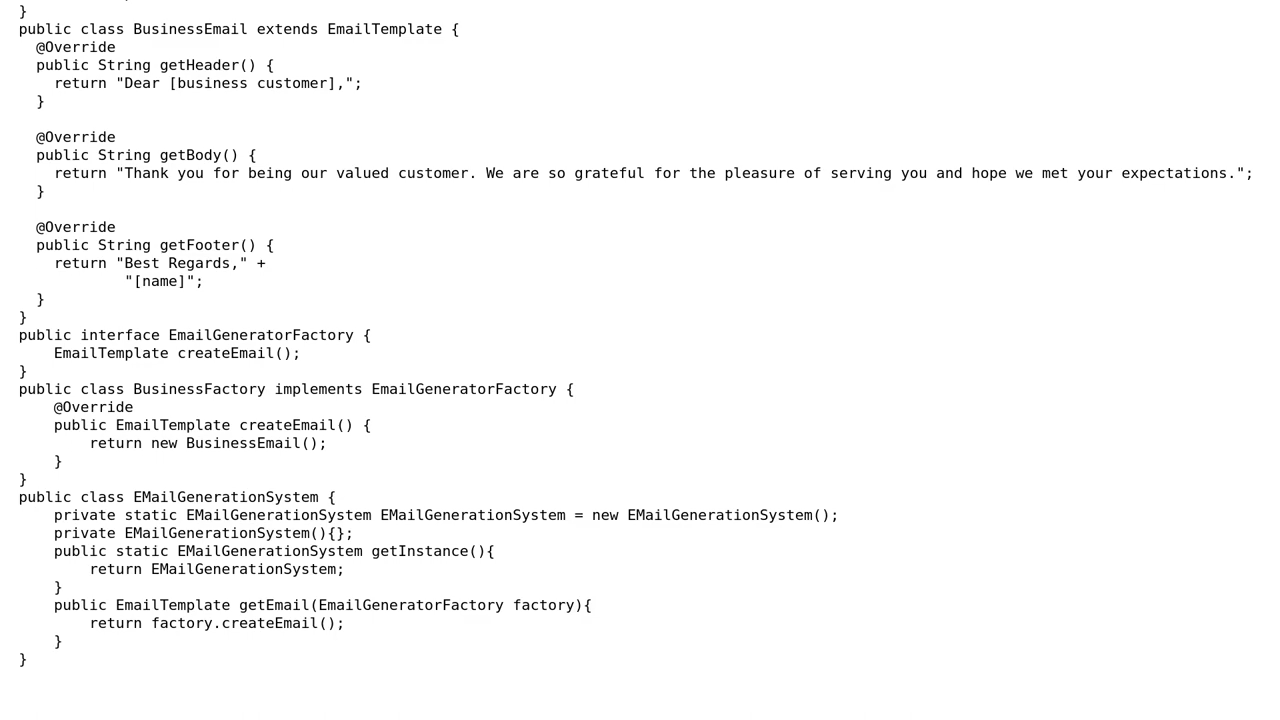 }
public class BusinessEmail extends EmailTemplate {
  @Override
  public String getHeader() {
    return "Dear [business customer],";
  }

  @Override
  public String getBody() {
    return "Thank you for being our valued customer. We are so grateful for the pleasure of serving you and hope we met your expectations.";
  }

  @Override
  public String getFooter() {
    return "Best Regards," +
            "[name]";
  }
}
public interface EmailGeneratorFactory {
    EmailTemplate createEmail();
}
public class BusinessFactory implements EmailGeneratorFactory {
    @Override
    public EmailTemplate createEmail() {
        return new BusinessEmail();
    }
}
public class EMailGenerationSystem {
    private static EMailGenerationSystem EMailGenerationSystem = new EMailGenerationSystem();
    private EMailGenerationSystem(){};
    public static EMailGenerationSystem getInstance(){
        return EMailGenerationSystem;
    }
    public EmailTemplate getEmail(EmailGeneratorFactory factory){
        return factory.createEmail();
    }
}